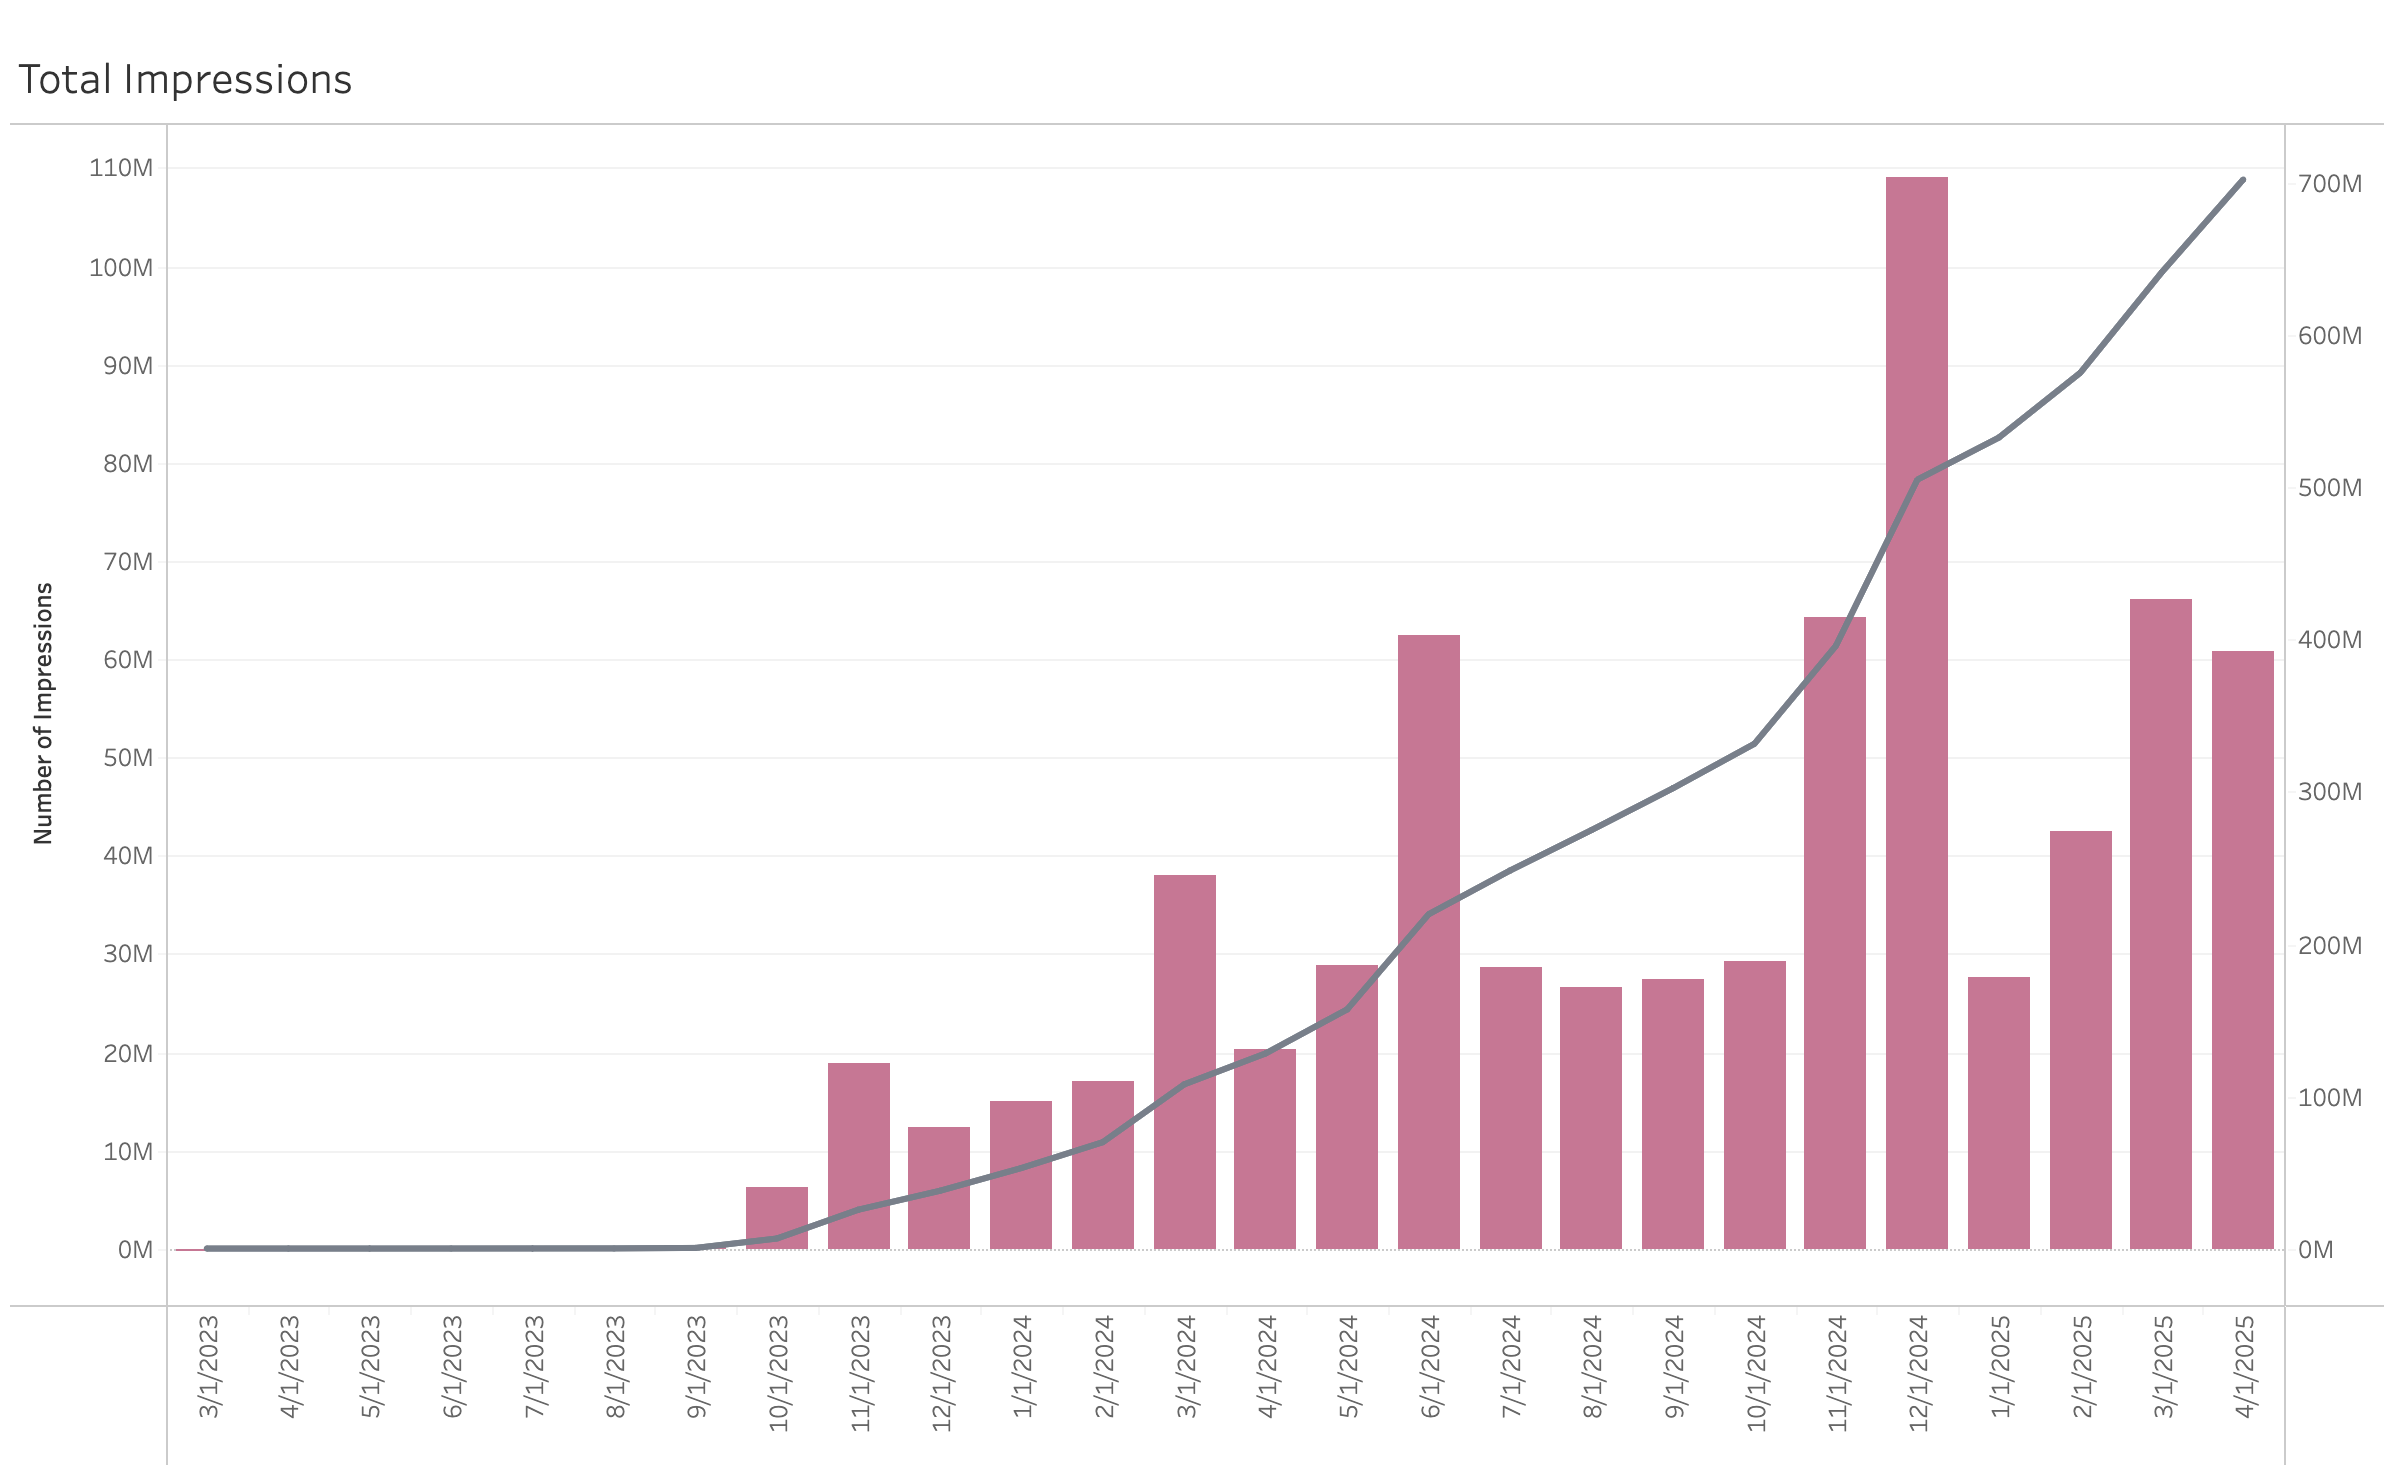 Total Impressions
Number of Impressions
110M
100M
90M
80M
70M
60M
50M
40M
30M
20M
10M
0M
700M
600M
500M
400M
300M
200M
100M
0M
3/1/2023
4/1/2023
5/1/2023
6/1/2023
7/1/2023
8/1/2023
9/1/2023
10/1/2023
11/1/2023
12/1/2023
1/1/2024
2/1/2024
3/1/2024
4/1/2024
5/1/2024
6/1/2024
7/1/2024
8/1/2024
9/1/2024
10/1/2024
11/1/2024
12/1/2024
1/1/2025
2/1/2025
3/1/2025
4/1/2025